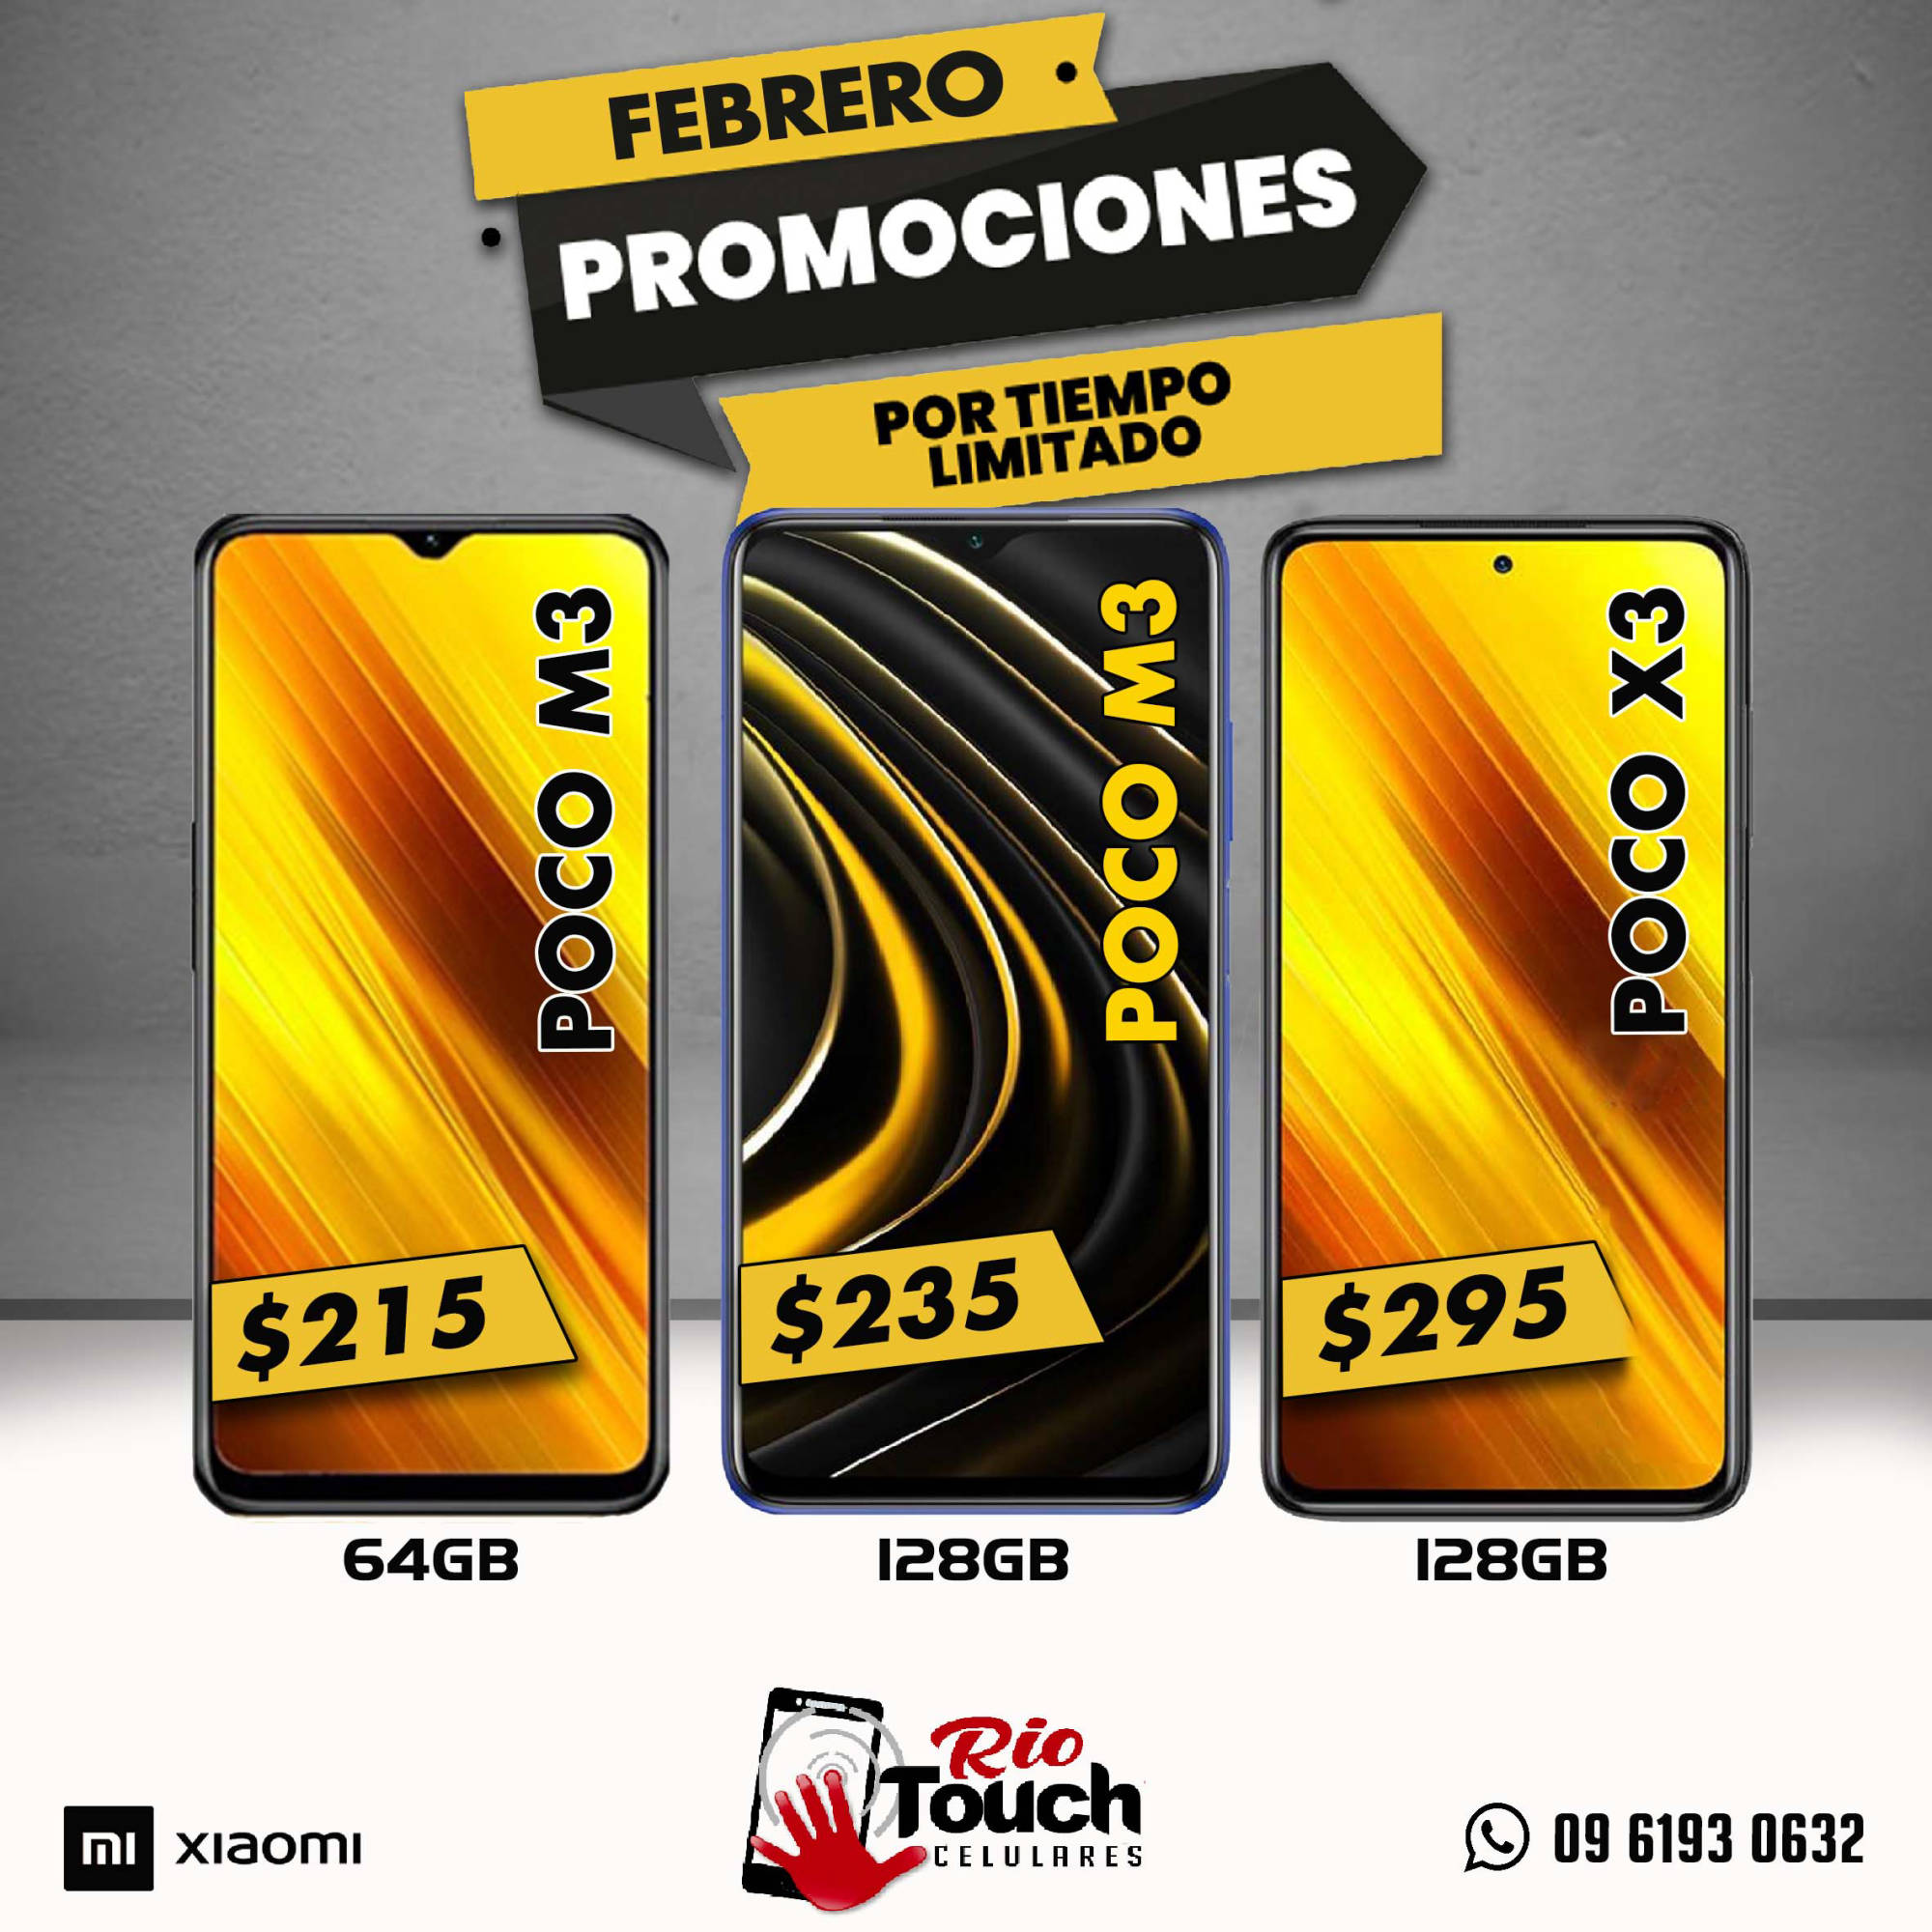 FEBRERO
PROMOCIONES
POR TIEMPO
LIMITADO
POCO M3
$215
64GB
POCO M3
$235
128GB
POCO X3
$295
128GB
mi xiaomi
Rio
Touch
CELULARES
09 6193 0632